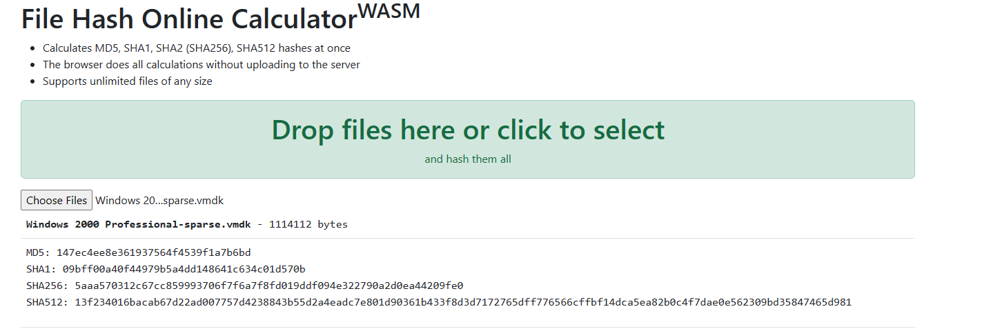 File Hash Online CalculatorWASM
Calculates MD5, SHA1, SHA2 (SHA256), SHA512 hashes at once
The browser does all calculations without uploading to the server
Supports unlimited files of any size
Drop files here or click to select
and hash them all
Choose Files Windows 20...sparse.vmdk
Windows 2000 Professional-sparse.vmdk - 1114112 bytes
MD5: 147ec4ee8e361937564f4539f1a7b6bd
SHA1: 09bff00a40f44979b5a4dd148641c634c01d570b
SHA256: 5aaa570312c67cc859993706f7f6a7f8fd019ddf094e322790a2d0ea44209fe0
SHA512: 13f234016bacab67d22ad007757d4238843b55d2a4eadc7e801d90361b433f8d3d7172765dff776566cffbf14dca5ea82b0c4f7dae0e562309bd35847465d981